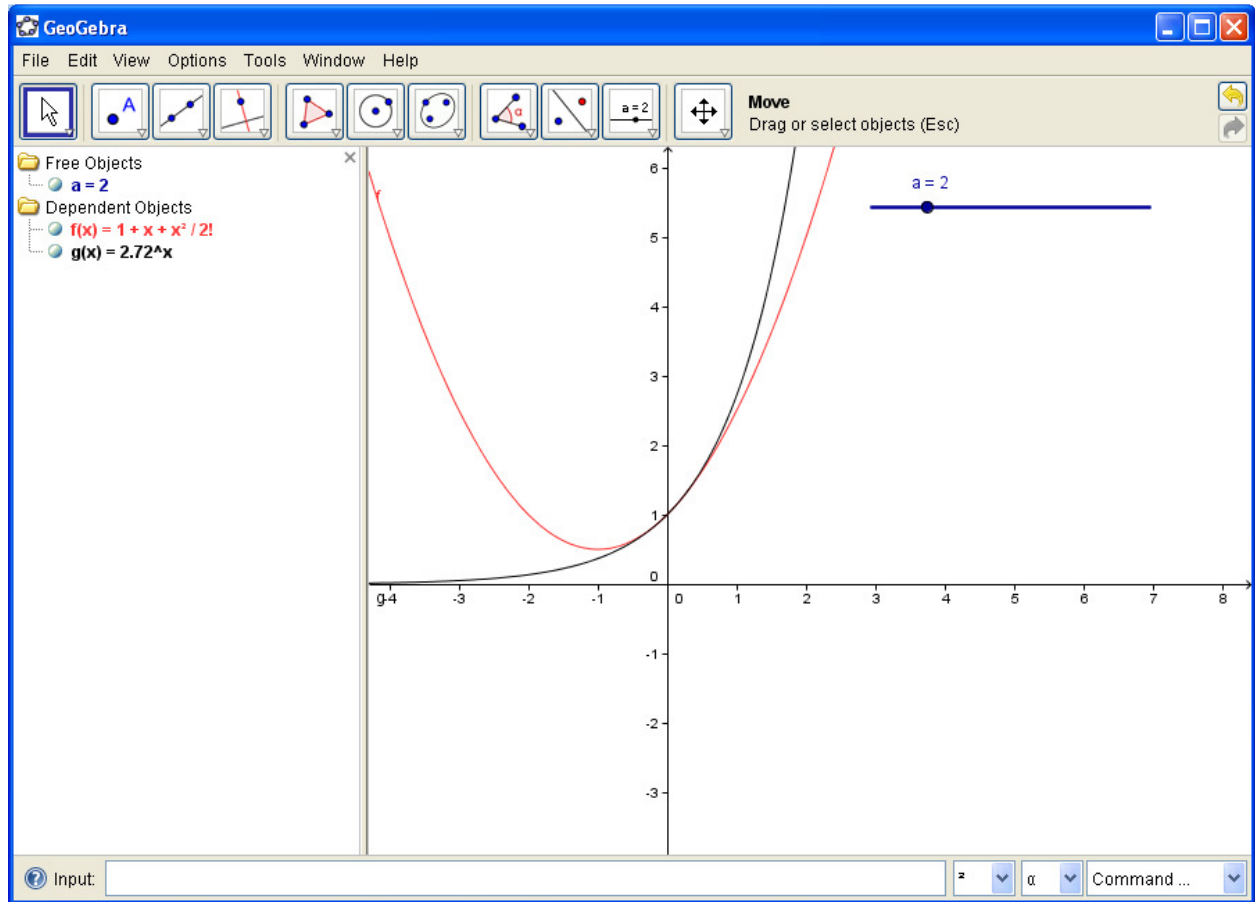 GeoGebra
File Edit View Options Tools Window Help
A α a = 2 Move
Drag or select objects (Esc)
Free Objects
a = 2
Dependent Objects
f(x) = 1 + x + x² / 2!
g(x) = 2.72^x
f
a = 2
6
5
4
3
2
1
0
g -4 -3 -2 -1 0 1 2 3 4 5 6 7 8
-1
-2
-3
Input: ² α Command ...